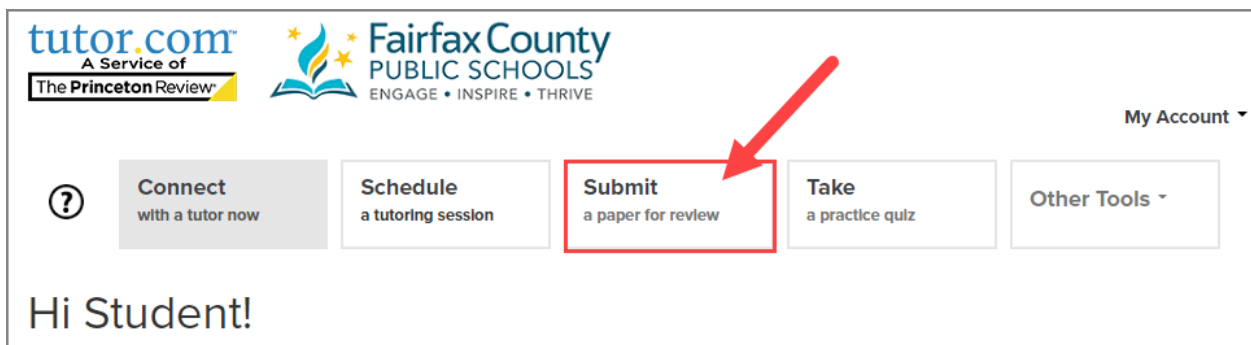 tutor.com™
A Service of
The Princeton Review®
Fairfax County
PUBLIC SCHOOLS
ENGAGE • INSPIRE • THRIVE
My Account
?
Connect
with a tutor now
Schedule
a tutoring session
Submit
a paper for review
Take
a practice quiz
Other Tools
Hi Student!